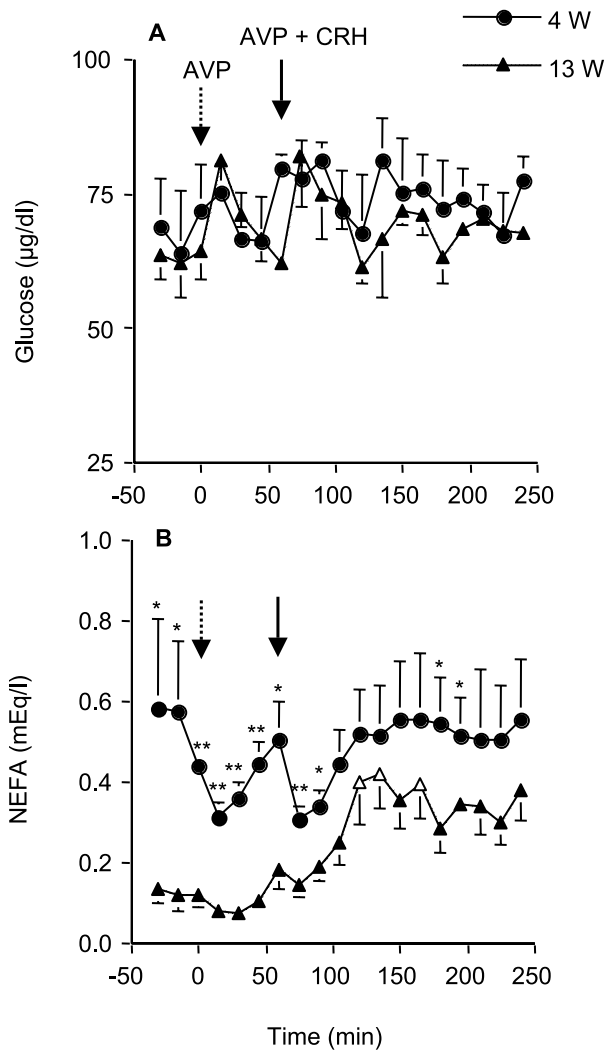 4 W
13 W
A
AVP
AVP + CRH
100
75
50
25
Glucose (µg/dl)
-50 0 50 100 150 200 250
B
1.0
0.8
0.6
0.4
0.2
0.0
NEFA (mEq/l)
* * ** ** ** ** * ** * * *
-50 0 50 100 150 200 250
Time (min)